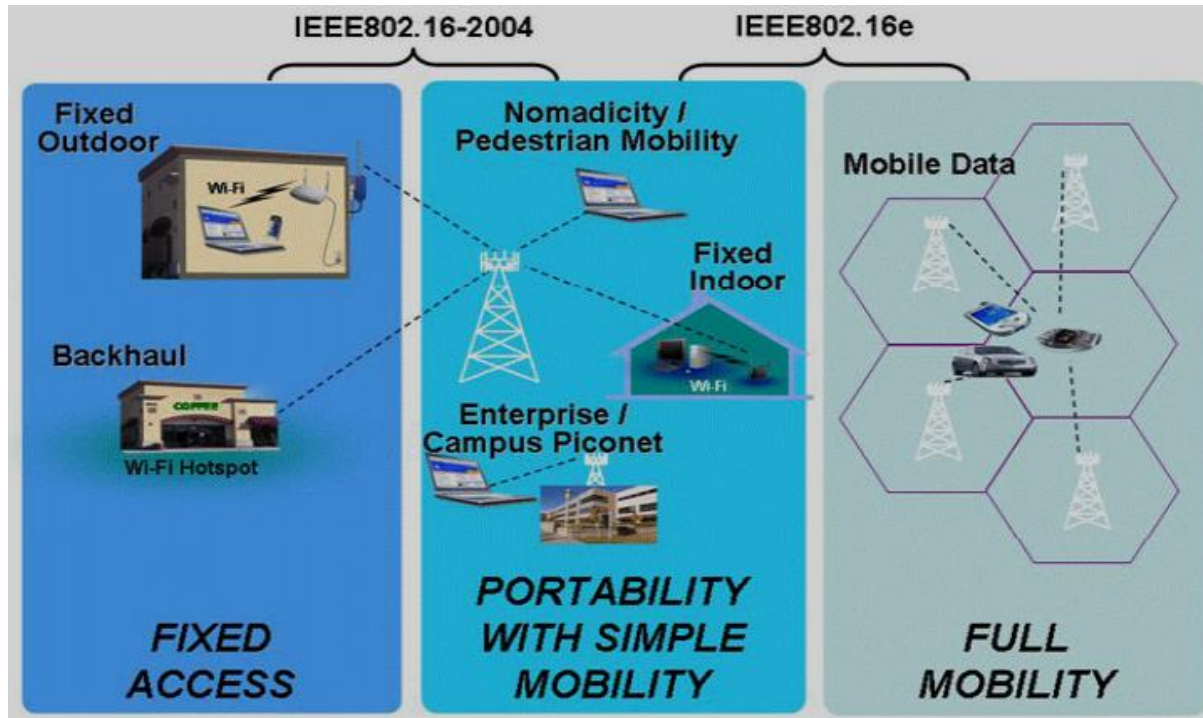 IEEE802.16-2004
IEEE802.16e
Fixed
Outdoor
Wi-Fi
Backhaul
COFFEE
Wi-Fi Hotspot
FIXED
ACCESS
Nomadicity /
Pedestrian Mobility
Fixed
Indoor
Wi-Fi
Enterprise /
Campus Piconet
PORTABILITY
WITH SIMPLE
MOBILITY
Mobile Data
FULL
MOBILITY